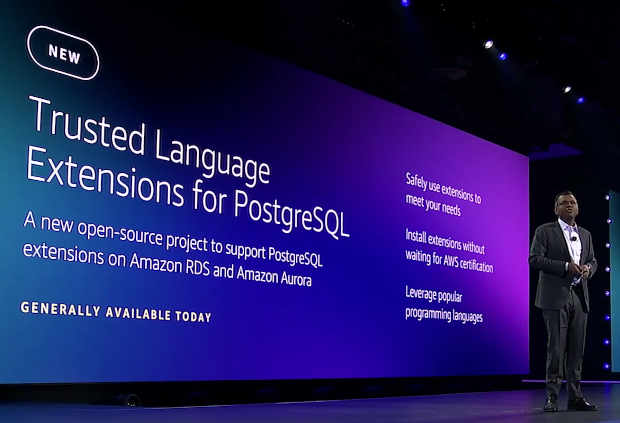 NEW
Trusted Language
Extensions for PostgreSQL
A new open-source project to support PostgreSQL
extensions on Amazon RDS and Amazon Aurora
GENERALLY AVAILABLE TODAY
Safely use extensions to
meet your needs
Install extensions without
waiting for AWS certification
Leverage popular
programming languages